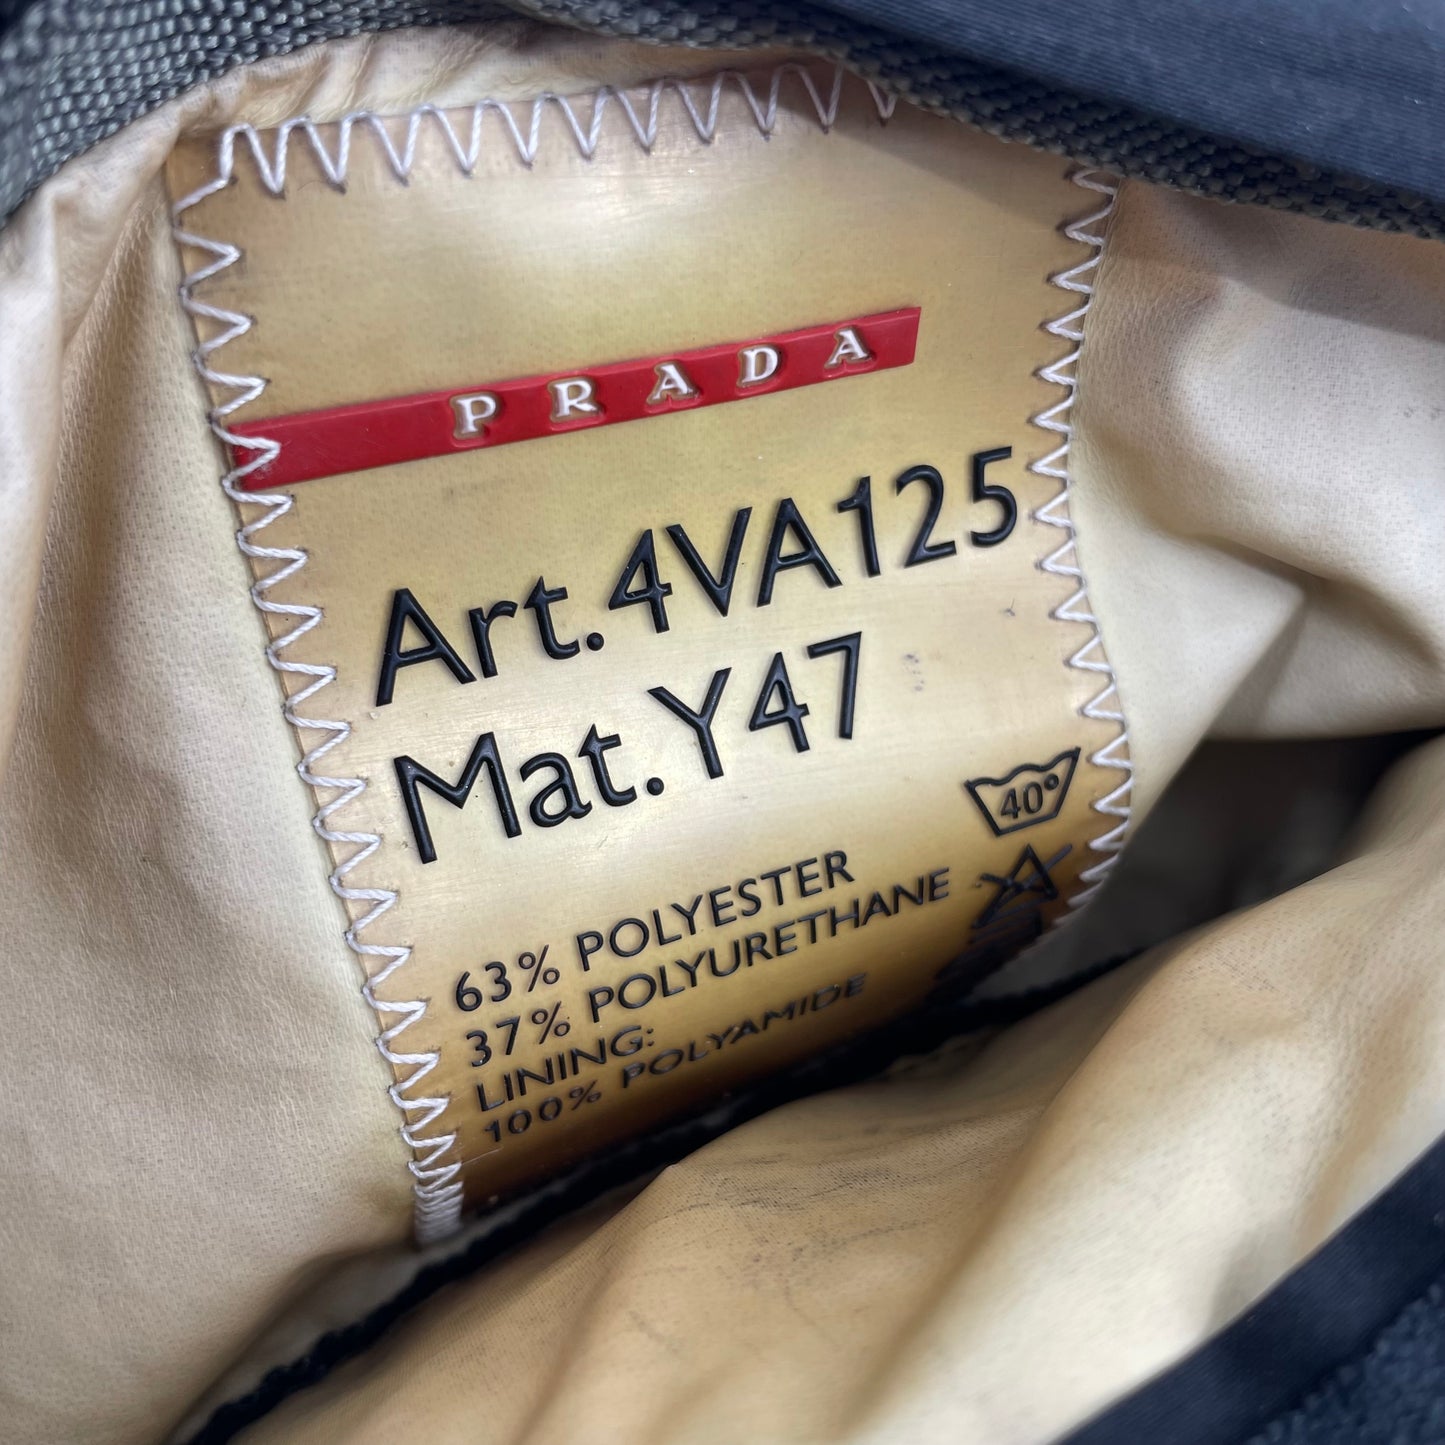 PRADA
Art. 4VA125
Mat. Y47
40°
63% POLYESTER
37% POLYURETHANE
LINING:
100% POLYAMIDE